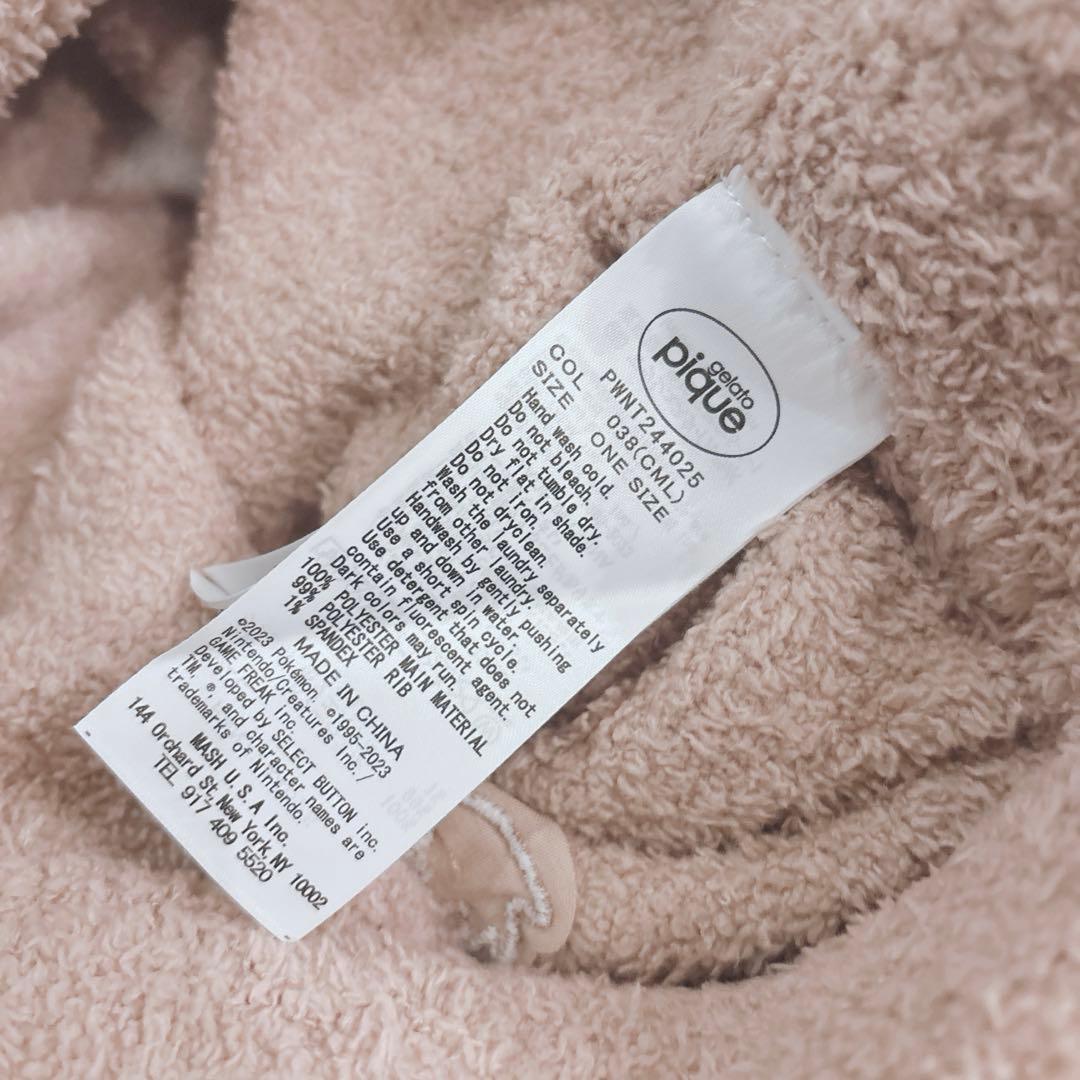 gelato
pique
PWNT244025
COL 038(CML)
SIZE ONE SIZE
Hand wash cold.
Do not bleach.
Do not tumble dry.
Dry flat in shade.
Do not iron.
Do not dryclean.
Wash the laundry separately
from other laundry.
Handwash by gently pushing
up and down in water.
Use a short spin cycle.
Use detergent that does not
contain fluorescent agent.
Dark colors may run.
100% POLYESTER MAIN MATERIAL
99% POLYESTER RIB
1% SPANDEX
MADE IN CHINA
©2023 Pokémon. ©1995-2023
Nintendo/Creatures Inc./
GAME FREAK inc.
Developed by SELECT BUTTON inc.
TM, ®, and character names are
trademarks of Nintendo.
MASH U.S.A Inc.
144 Orchard St, New York, NY 10002
TEL 917 409 5520